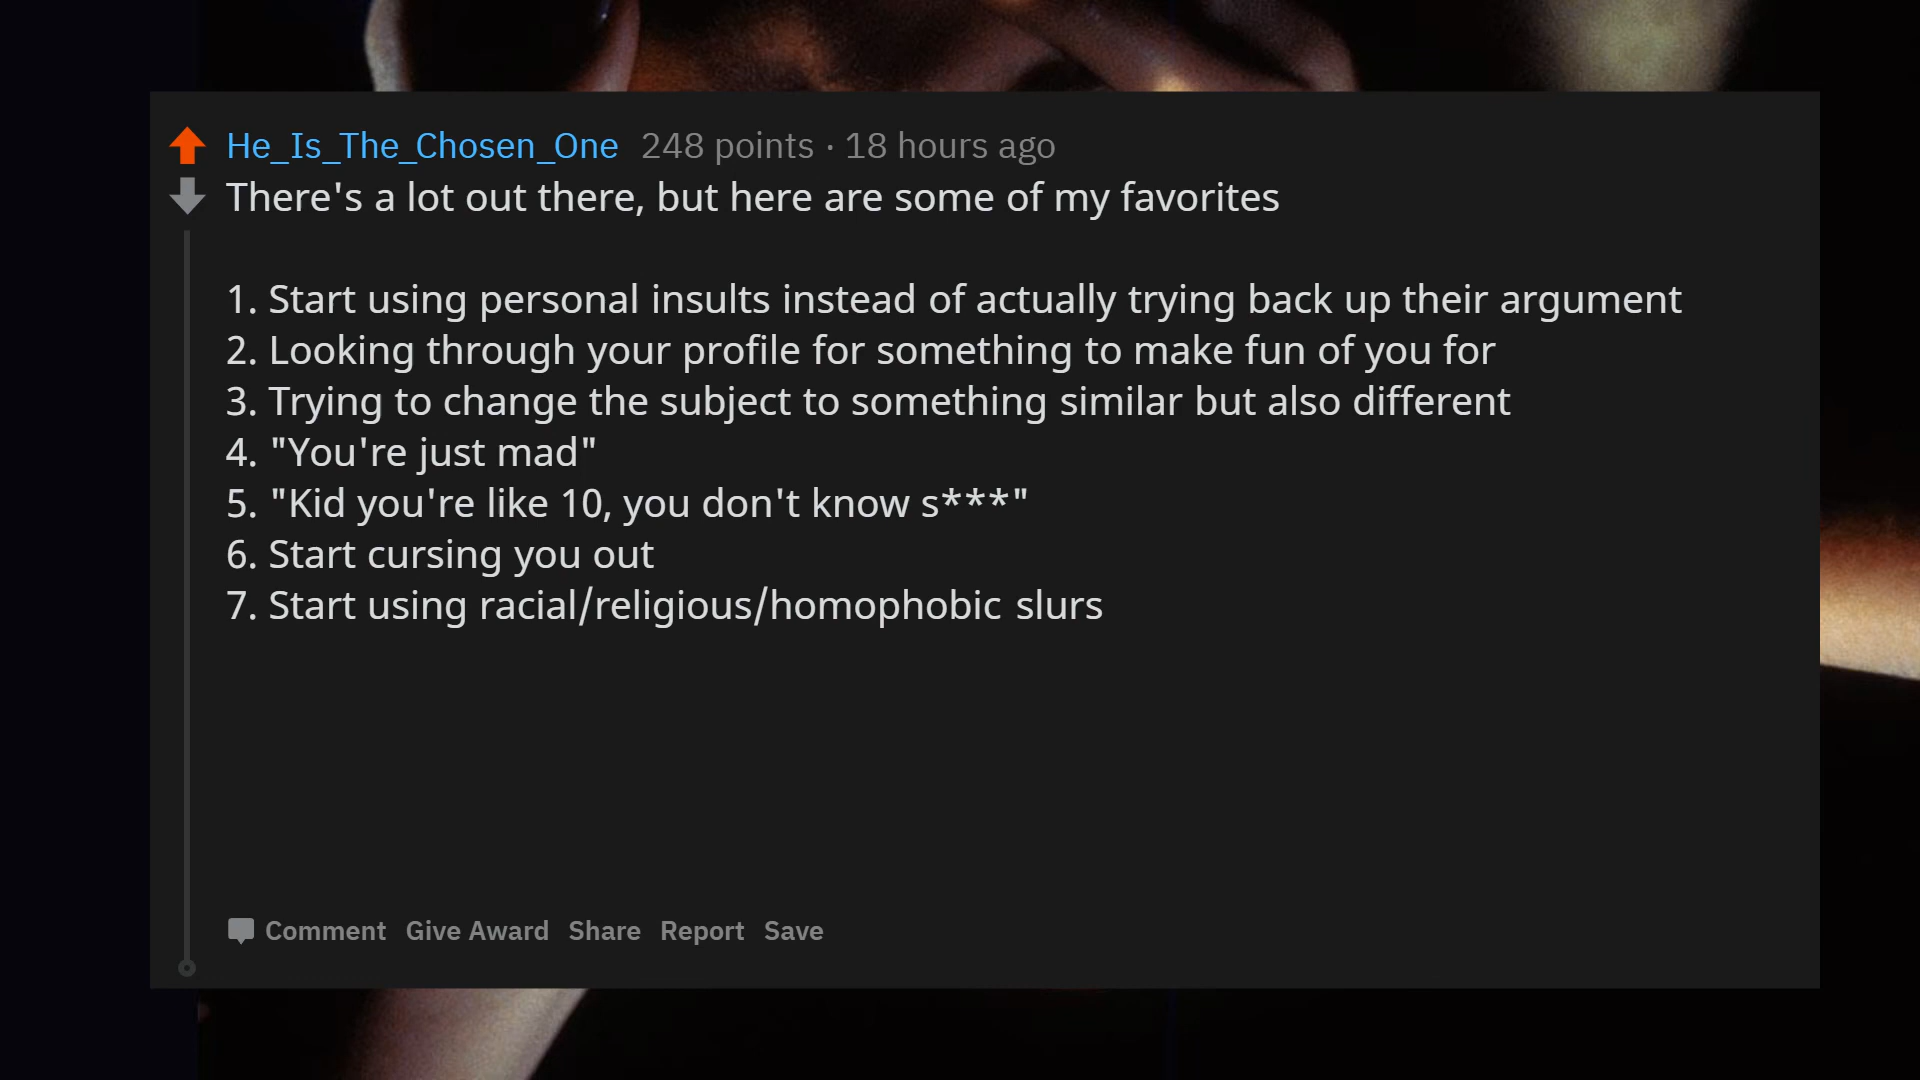 He_Is_The_Chosen_One 248 points · 18 hours ago
There's a lot out there, but here are some of my favorites
1. Start using personal insults instead of actually trying back up their argument
2. Looking through your profile for something to make fun of you for
3. Trying to change the subject to something similar but also different
4. "You're just mad"
5. "Kid you're like 10, you don't know s***"
6. Start cursing you out
7. Start using racial/religious/homophobic slurs
Comment Give Award Share Report Save